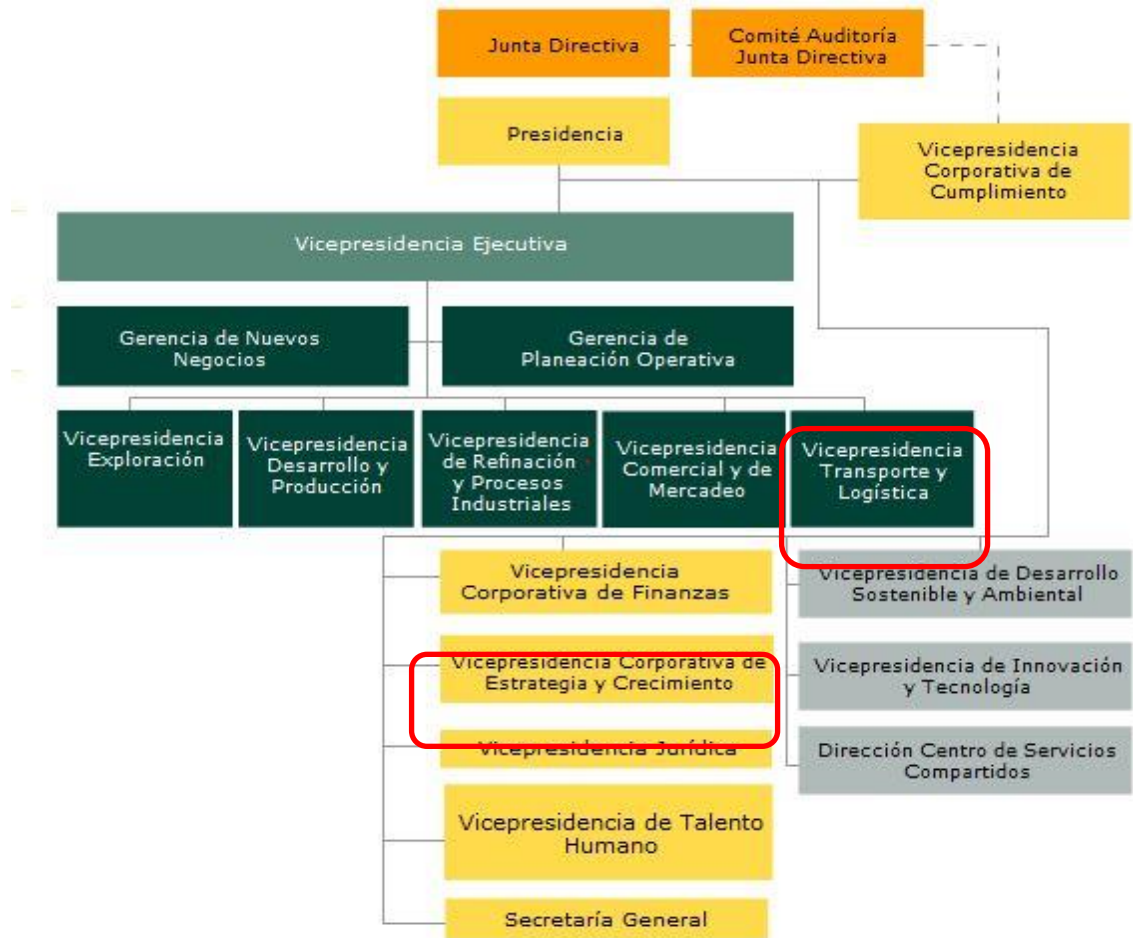 Junta Directiva
Comité Auditoría
Junta Directiva
Presidencia
Vicepresidencia
Corporativa de
Cumplimiento
Vicepresidencia Ejecutiva
Gerencia de Nuevos
Negocios
Gerencia de
Planeación Operativa
Vicepresidencia
Exploración
Vicepresidencia
Desarrollo y
Producción
Vicepresidencia
de Refinación
y Procesos
Industriales
Vicepresidencia
Comercial y de
Mercadeo
Vicepresidencia
Transporte y
Logística
Vicepresidencia
Corporativa de Finanzas
Vicepresidencia Corporativa de
Estrategia y Crecimiento
Vicepresidencia Jurídica
Vicepresidencia de Talento
Humano
Secretaría General
Vicepresidencia de Desarrollo
Sostenible y Ambiental
Vicepresidencia de Innovación
y Tecnología
Dirección Centro de Servicios
Compartidos